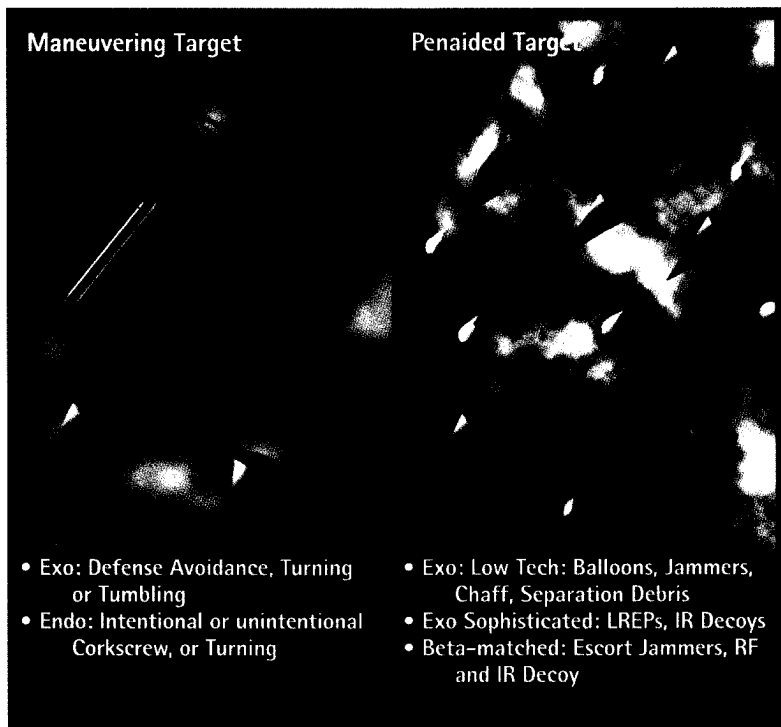 Maneuvering Target
Penaided Target
• Exo: Defense Avoidance, Turning
or Tumbling
• Endo: Intentional or unintentional
Corkscrew, or Turning
• Exo: Low Tech: Balloons, Jammers,
Chaff, Separation Debris
• Exo Sophisticated: LREPs, IR Decoys
• Beta-matched: Escort Jammers, RF
and IR Decoy